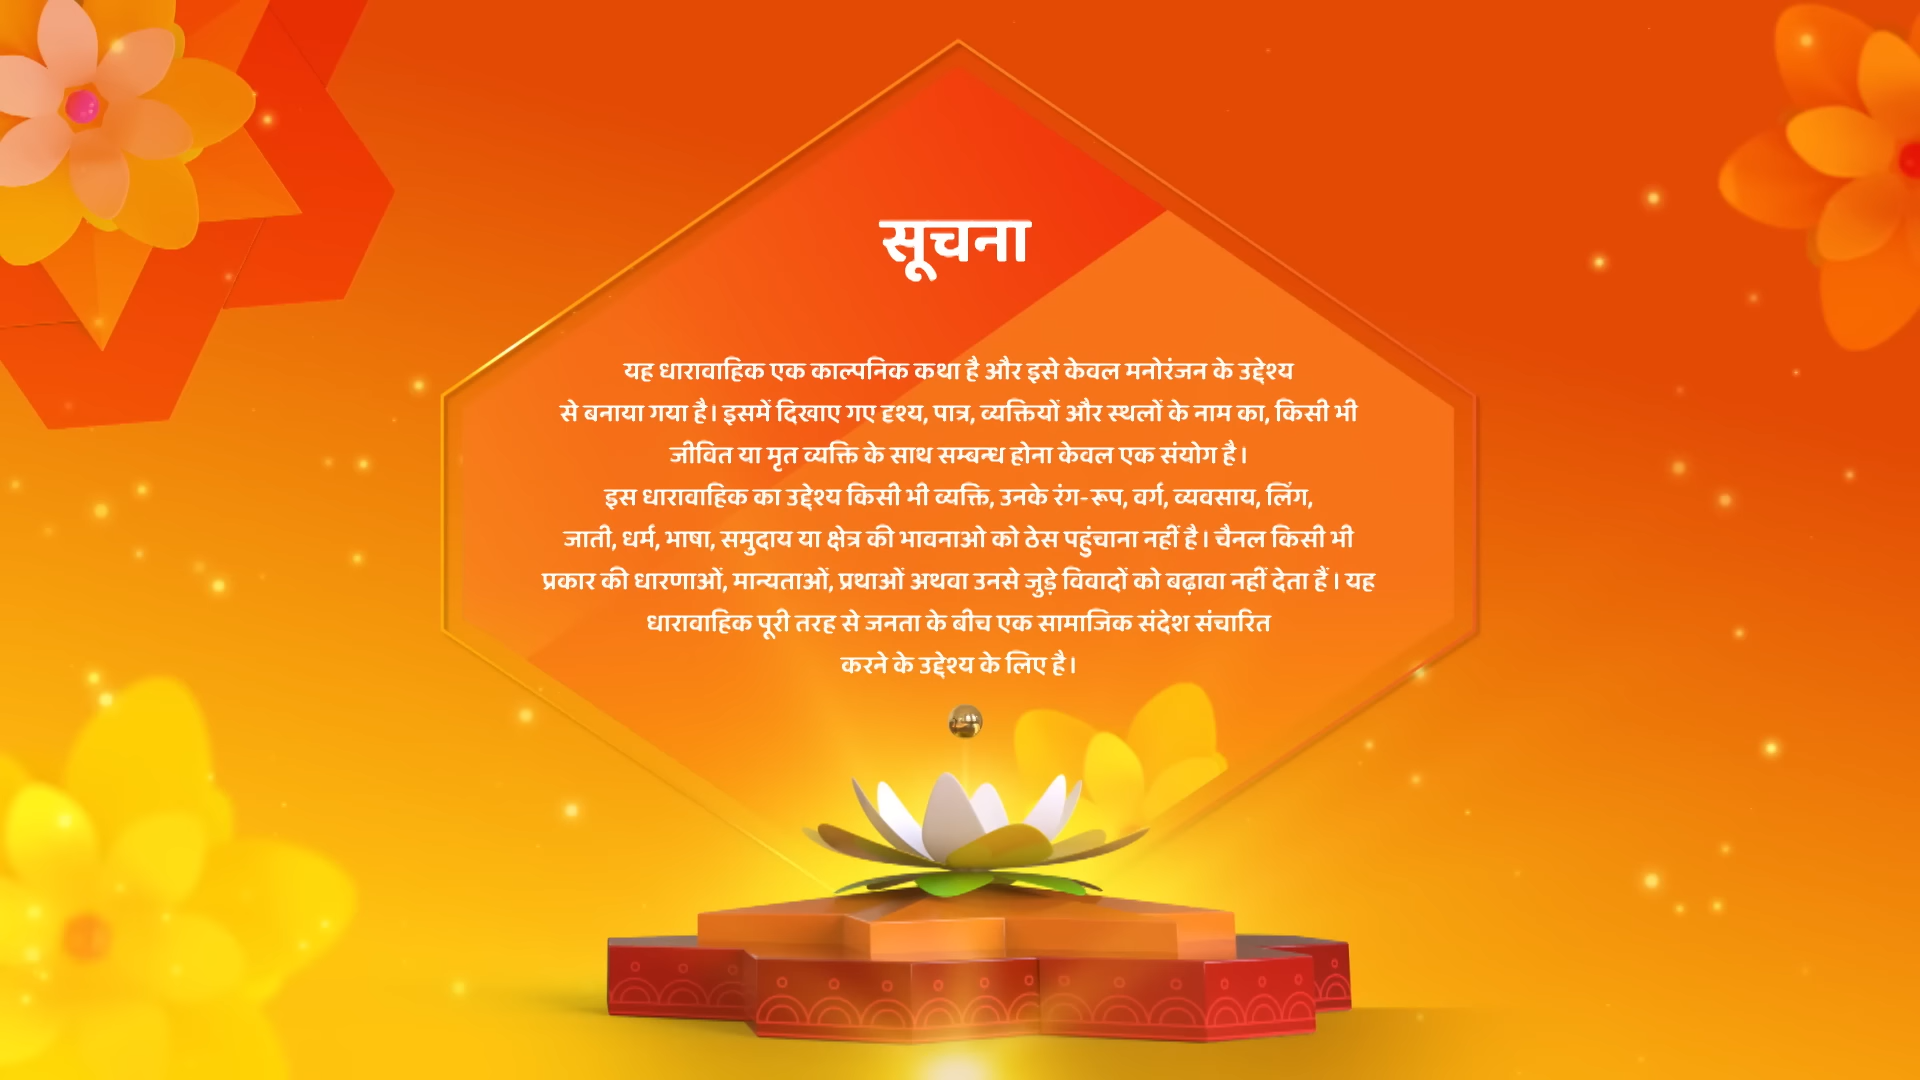 सूचना
यह धारावाहिक एक काल्पनिक कथा है और इसे केवल मनोरंजन के उद्देश्य
से बनाया गया है। इसमें दिखाए गए दृश्य, पात्र, व्यक्तियों और स्थलों के नाम का, किसी भी
जीवित या मृत व्यक्ति के साथ सम्बन्ध होना केवल एक संयोग है।
इस धारावाहिक का उद्देश्य किसी भी व्यक्ति, उनके रंग-रूप, वर्ग, व्यवसाय, लिंग,
जाती, धर्म, भाषा, समुदाय या क्षेत्र की भावनाओ को ठेस पहुंचाना नहीं है। चैनल किसी भी
प्रकार की धारणाओं, मान्यताओं, प्रथाओं अथवा उनसे जुड़े विवादों को बढ़ावा नहीं देता हैं। यह
धारावाहिक पूरी तरह से जनता के बीच एक सामाजिक संदेश संचारित
करने के उद्देश्य के लिए है।